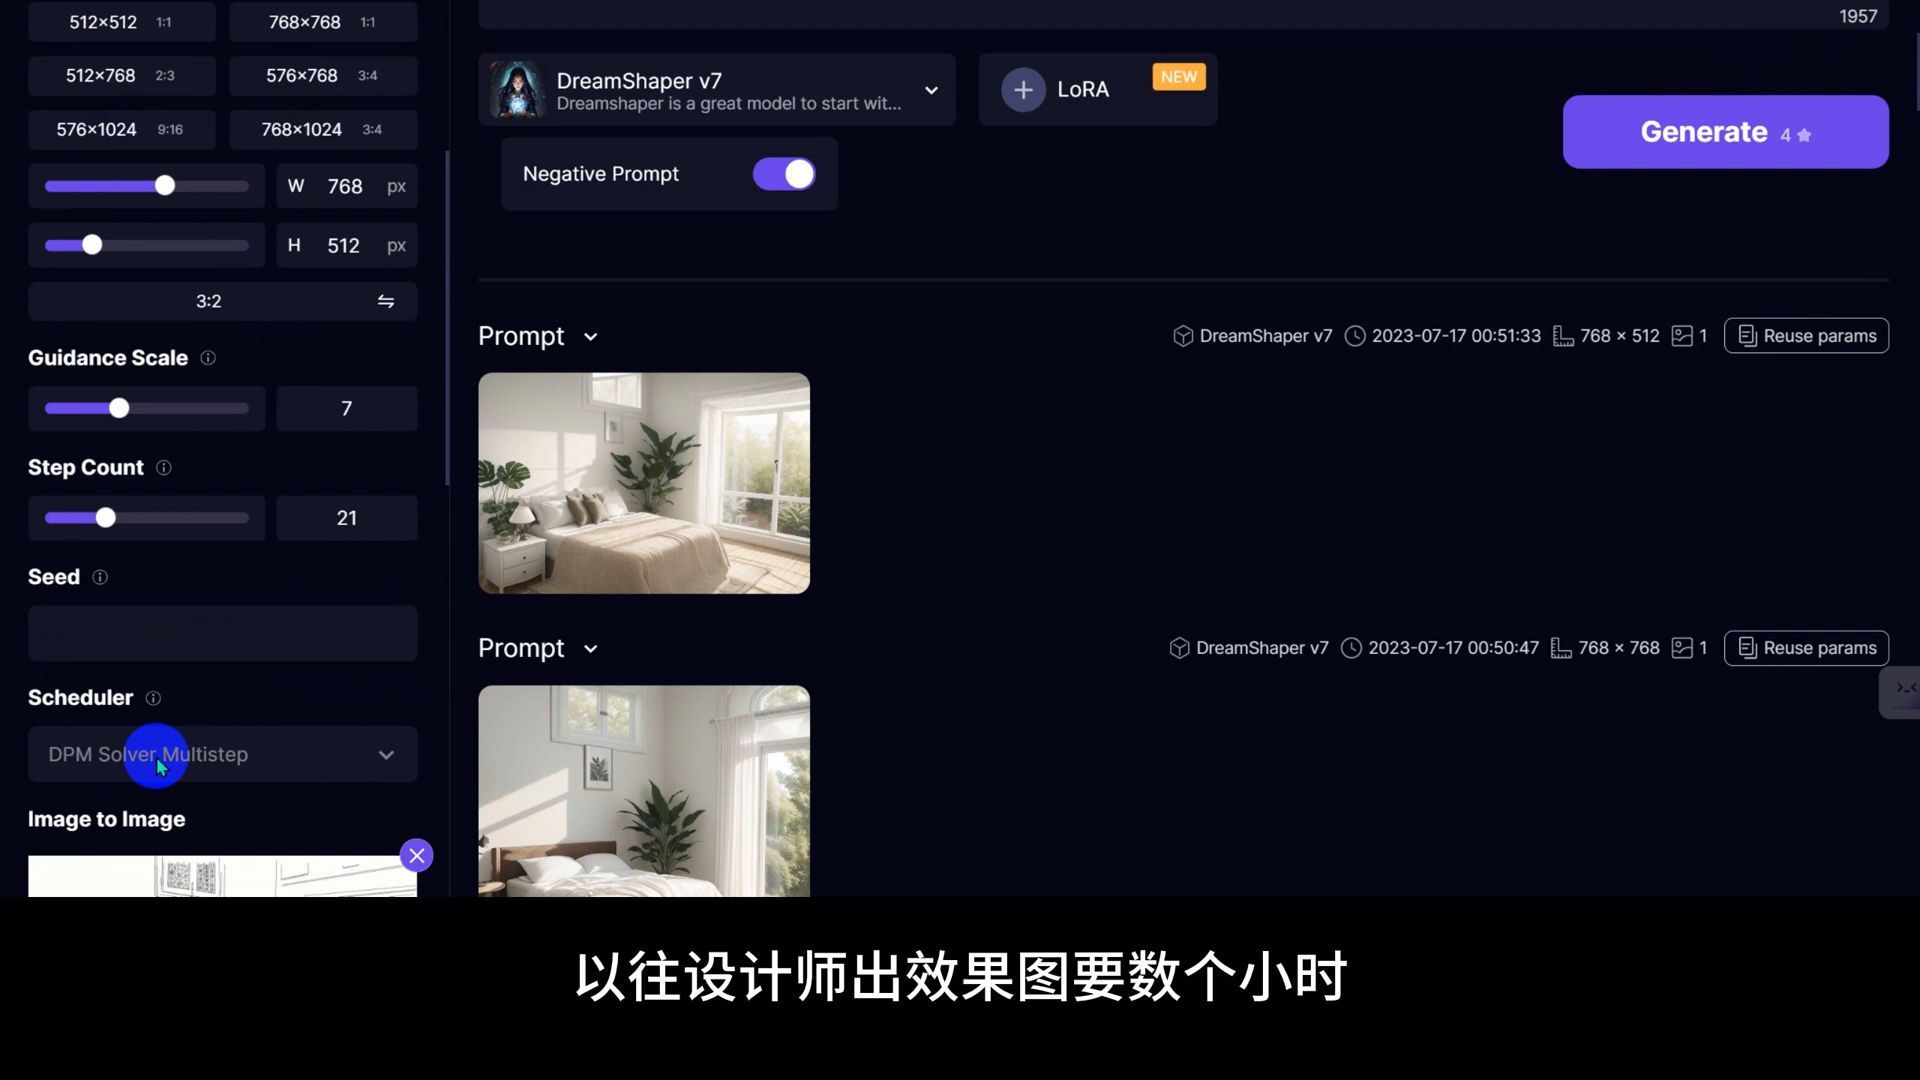 512×512 1:1
768×768 1:1
512×768 2:3
576×768 3:4
576×1024 9:16
768×1024 3:4
W 768 px
H 512 px
3:2
Guidance Scale
7
Step Count
21
Seed
Scheduler
DPM Solver Multistep
Image to Image
1957
DreamShaper v7
Dreamshaper is a great model to start wit...
LoRA
NEW
Generate 4
Negative Prompt
Prompt
DreamShaper v7 2023-07-17 00:51:33 768 × 512 1 Reuse params
Prompt
DreamShaper v7 2023-07-17 00:50:47 768 × 768 1 Reuse params
以往设计师出效果图要数个小时